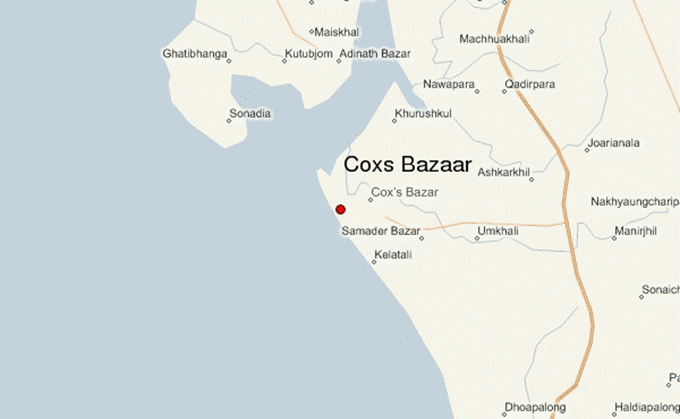 Maiskhal
Machhuakhali
Ghatibhanga
Kutubjom
Adinath Bazar
Nawapara
Qadirpara
Sonadia
Khurushkul
Joarianala
Coxs Bazaar
Ashkarkhil
Cox's Bazar
Nakhyaungcharipa
Samader Bazar
Umkhali
Manirjhil
Kelatali
Sonaich
Pa
Dhoapalong
Haldiapalong